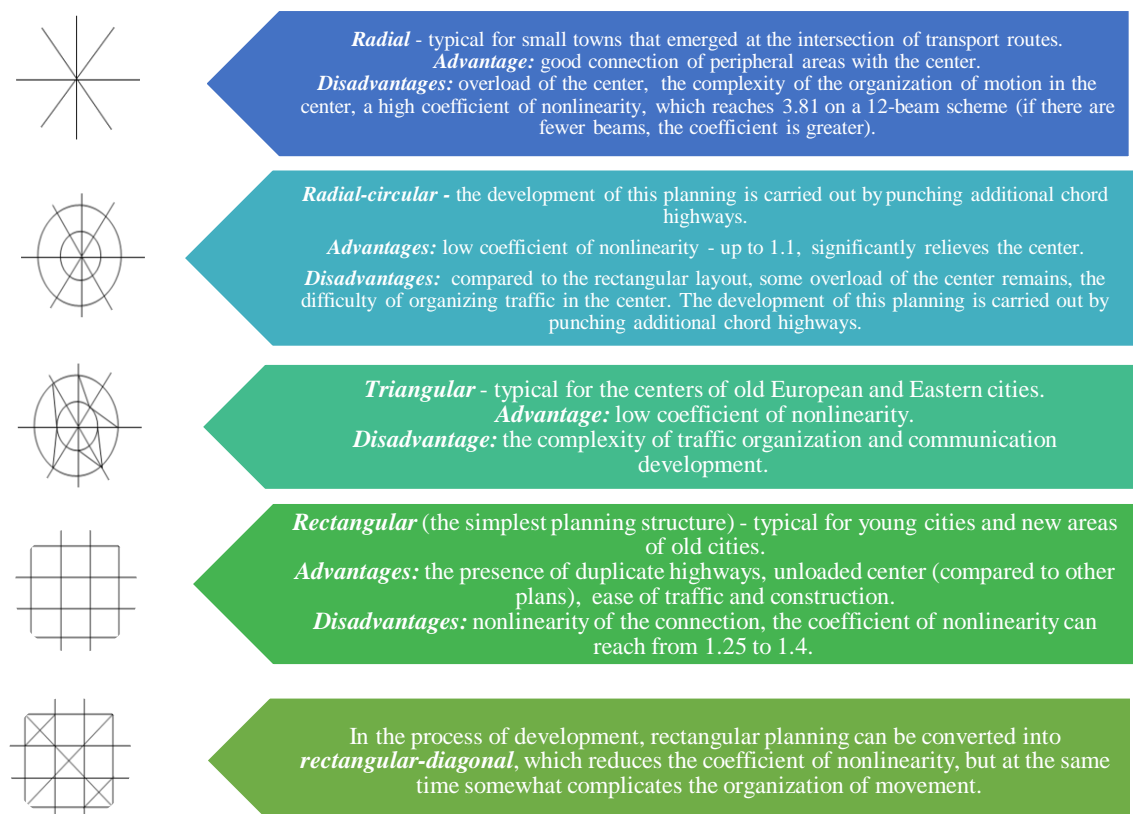 Radial - typical for small towns that emerged at the intersection of transport routes.
Advantage: good connection of peripheral areas with the center.
Disadvantages: overload of the center, the complexity of the organization of motion in the
center, a high coefficient of nonlinearity, which reaches 3.81 on a 12-beam scheme (if there are
fewer beams, the coefficient is greater).
Radial-circular - the development of this planning is carried out by punching additional chord
highways.
Advantages: low coefficient of nonlinearity - up to 1.1, significantly relieves the center.
Disadvantages: compared to the rectangular layout, some overload of the center remains, the
difficulty of organizing traffic in the center. The development of this planning is carried out by
punching additional chord highways.
Triangular - typical for the centers of old European and Eastern cities.
Advantage: low coefficient of nonlinearity.
Disadvantage: the complexity of traffic organization and communication
development.
Rectangular (the simplest planning structure) - typical for young cities and new areas
of old cities.
Advantages: the presence of duplicate highways, unloaded center (compared to other
plans), ease of traffic and construction.
Disadvantages: nonlinearity of the connection, the coefficient of nonlinearity can
reach from 1.25 to 1.4.
In the process of development, rectangular planning can be converted into
rectangular-diagonal, which reduces the coefficient of nonlinearity, but at the same
time somewhat complicates the organization of movement.